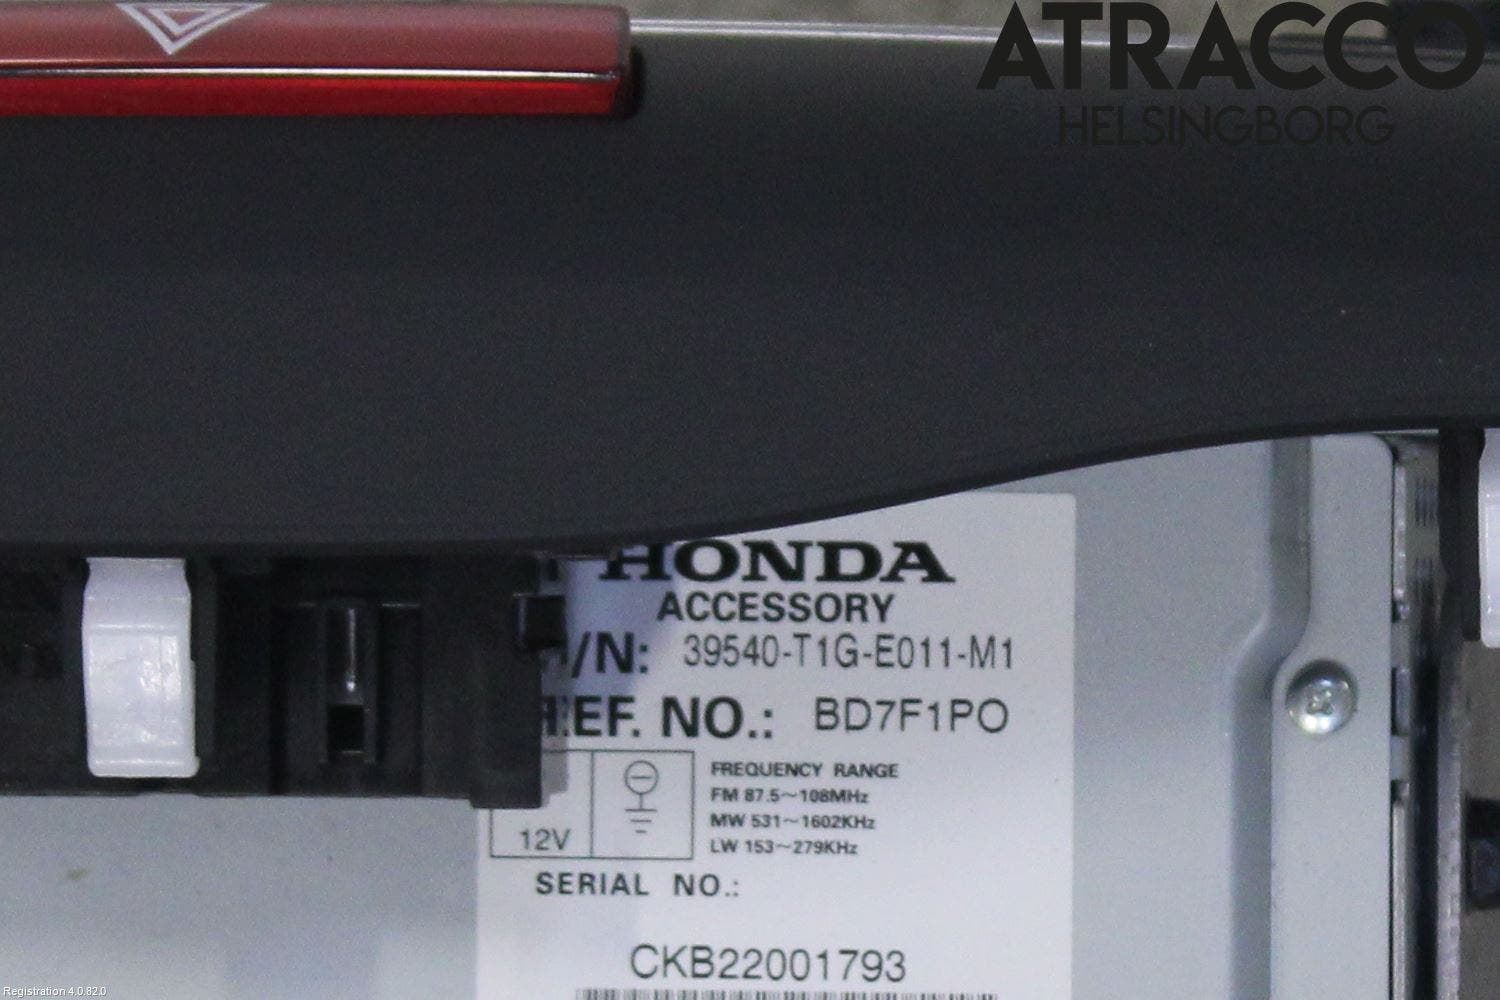 ATRACCO
HELSINGBORG
HONDA
ACCESSORY
/N: 39540-T1G-E011-M1
REF. NO.: BD7F1PO
FREQUENCY RANGE
FM 87.5~108MHz
MW 531~1602KHz
LW 153~279KHz
12V
SERIAL NO.:
CKB22001793
Registration 4.0.82.0